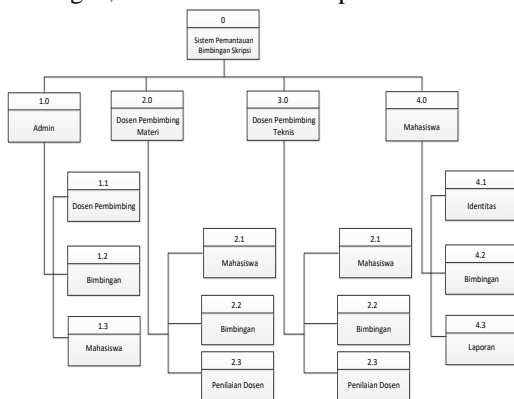 0
Sistem Pemantauan
Bimbingan Skripsi
1.0
Admin
2.0
Dosen Pembimbing
Materi
3.0
Dosen Pembimbing
Teknis
4.0
Mahasiswa
1.1
Dosen Pembimbing
1.2
Bimbingan
1.3
Mahasiswa
2.1
Mahasiswa
2.2
Bimbingan
2.3
Penilaian Dosen
2.1
Mahasiswa
2.2
Bimbingan
2.3
Penilaian Dosen
4.1
Identitas
4.2
Bimbingan
4.3
Laporan